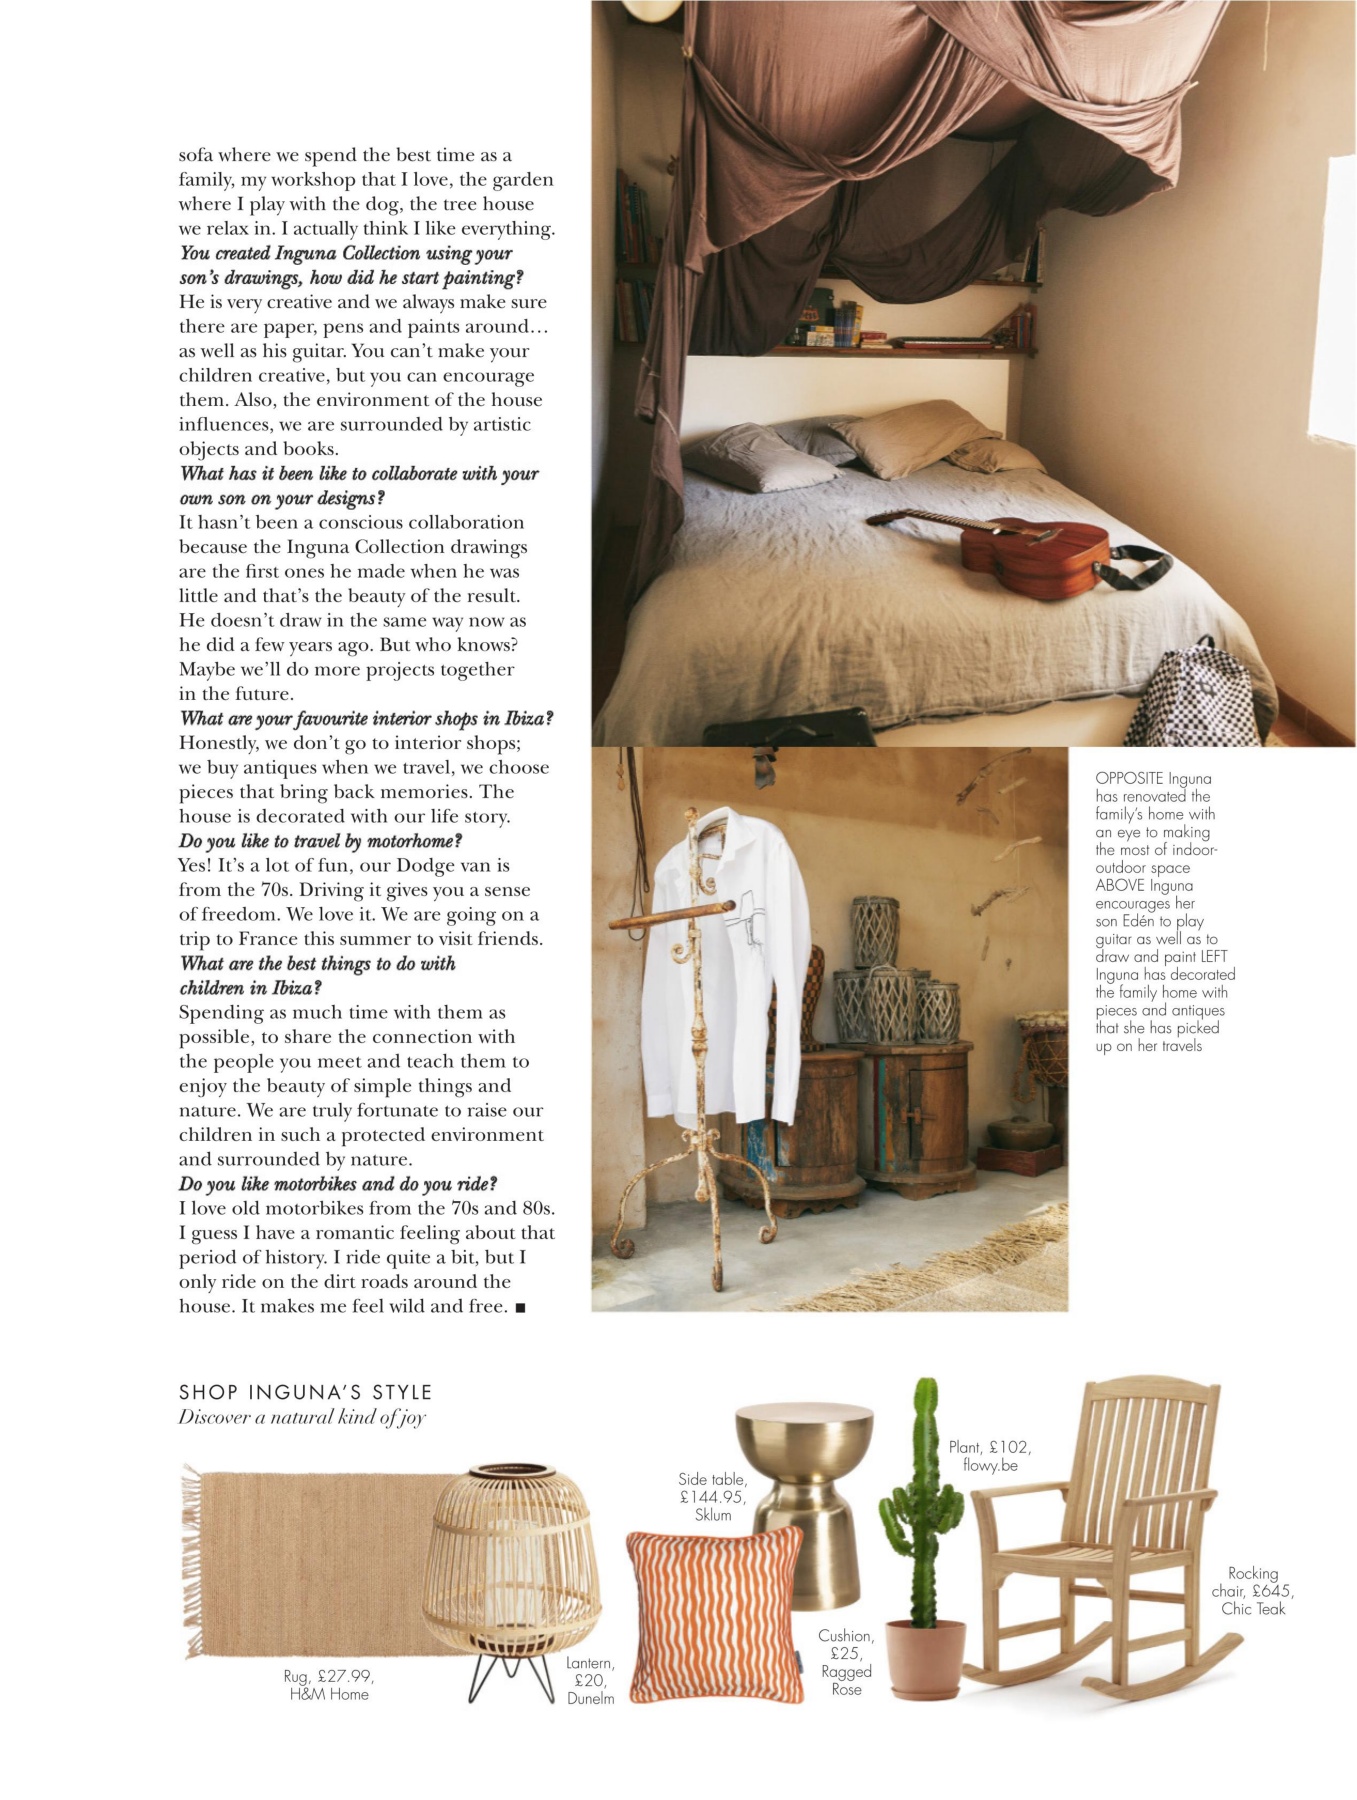 sofa where we spend the best time as a
family, my workshop that I love, the garden
where I play with the dog, the tree house
we relax in. I actually think I like everything.
You created Inguna Collection using your
son's drawings, how did he start painting?
He is very creative and we always make sure
there are paper, pens and paints around…
as well as his guitar. You can't make your
children creative, but you can encourage
them. Also, the environment of the house
influences, we are surrounded by artistic
objects and books.
What has it been like to collaborate with your
own son on your designs?
It hasn't been a conscious collaboration
because the Inguna Collection drawings
are the first ones he made when he was
little and that's the beauty of the result.
He doesn't draw in the same way now as
he did a few years ago. But who knows?
Maybe we'll do more projects together
in the future.
What are your favourite interior shops in Ibiza?
Honestly, we don't go to interior shops;
we buy antiques when we travel, we choose
pieces that bring back memories. The
house is decorated with our life story.
Do you like to travel by motorhome?
Yes! It's a lot of fun, our Dodge van is
from the 70s. Driving it gives you a sense
of freedom. We love it. We are going on a
trip to France this summer to visit friends.
What are the best things to do with
children in Ibiza?
Spending as much time with them as
possible, to share the connection with
the people you meet and teach them to
enjoy the beauty of simple things and
nature. We are truly fortunate to raise our
children in such a protected environment
and surrounded by nature.
Do you like motorbikes and do you ride?
I love old motorbikes from the 70s and 80s.
I guess I have a romantic feeling about that
period of history. I ride quite a bit, but I
only ride on the dirt roads around the
house. It makes me feel wild and free. ■
OPPOSITE Inguna
has renovated the
family's home with
an eye to making
the most of indoor-
outdoor space
ABOVE Inguna
encourages her
son Edén to play
guitar as well as to
draw and paint LEFT
Inguna has decorated
the family home with
pieces and antiques
that she has picked
up on her travels
SHOP INGUNA'S STYLE
Discover a natural kind of joy
Rug, £27.99,
H&M Home
Lantern,
£20,
Dunelm
Side table,
£144.95,
Sklum
Cushion,
£25,
Ragged
Rose
Plant, £102,
flowy.be
Rocking
chair, £645,
Chic Teak